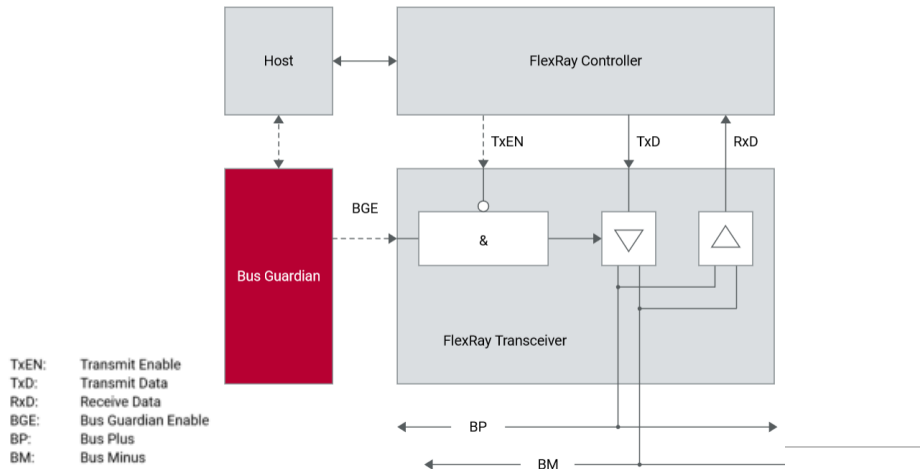 Host
FlexRay Controller
TxEN
TxD
RxD
BGE
&
Bus Guardian
FlexRay Transceiver
TxEN: Transmit Enable
TxD: Transmit Data
RxD: Receive Data
BGE: Bus Guardian Enable
BP: Bus Plus
BM: Bus Minus
BP
BM